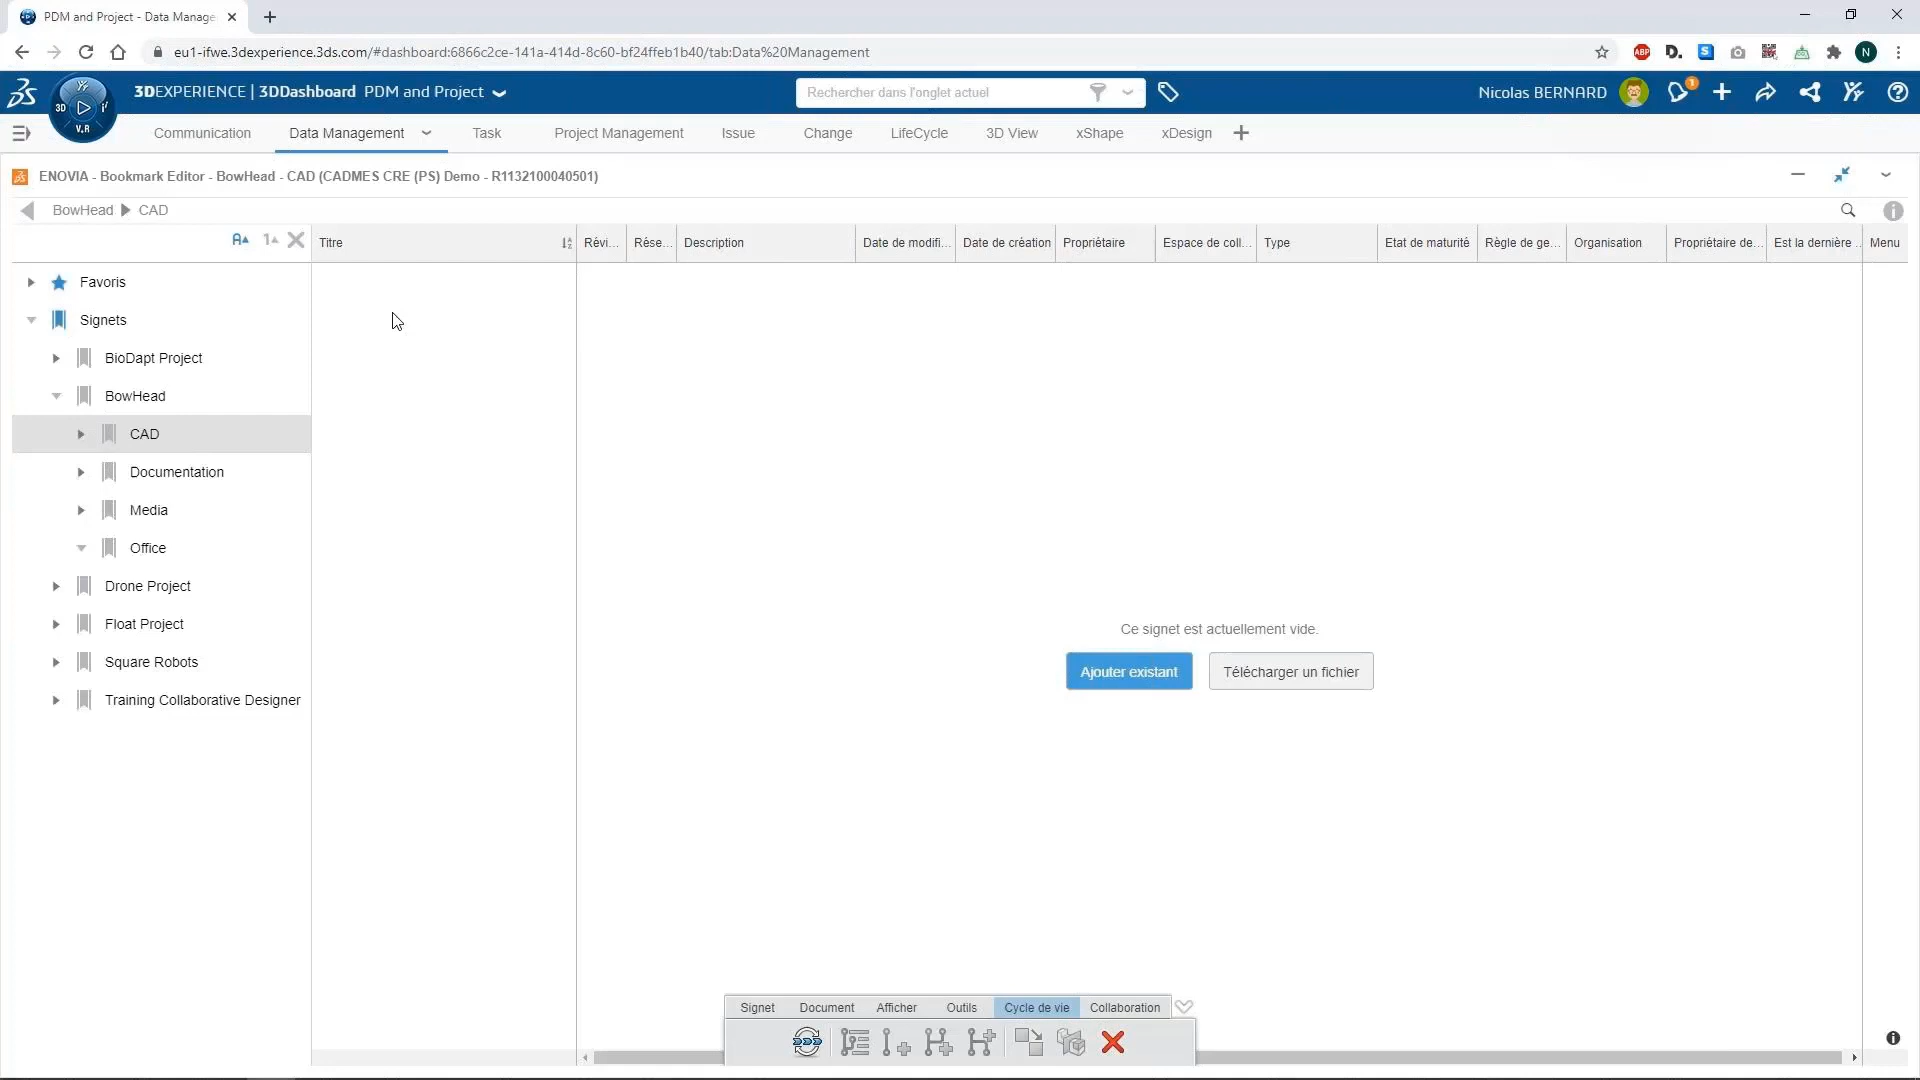 PDM and Project - Data Manage
eu1-ifwe.3dexperience.3ds.com/#dashboard:6866c2ce-141a-414d-8c60-bf24ffeb1b40/tab:Data%20Management
ABP
D.
S
N
3D
V.R
3DEXPERIENCE | 3DDashboard PDM and Project
Rechercher dans l'onglet actuel
Nicolas BERNARD
1
Communication
Data Management
Task
Project Management
Issue
Change
LifeCycle
3D View
xShape
xDesign
ENOVIA - Bookmark Editor - BowHead - CAD (CADMES CRE (PS) Demo - R1132100040501)
BowHead
CAD
Titre
Révi...
Rése...
Description
Date de modifi...
Date de création
Propriétaire
Espace de coll...
Type
Etat de maturité
Règle de ge...
Organisation
Propriétaire de...
Est la dernière ...
Menu
Favoris
Signets
BioDapt Project
BowHead
CAD
Documentation
Media
Office
Drone Project
Float Project
Square Robots
Training Collaborative Designer
Ce signet est actuellement vide.
Ajouter existant
Télécharger un fichier
Signet
Document
Afficher
Outils
Cycle de vie
Collaboration